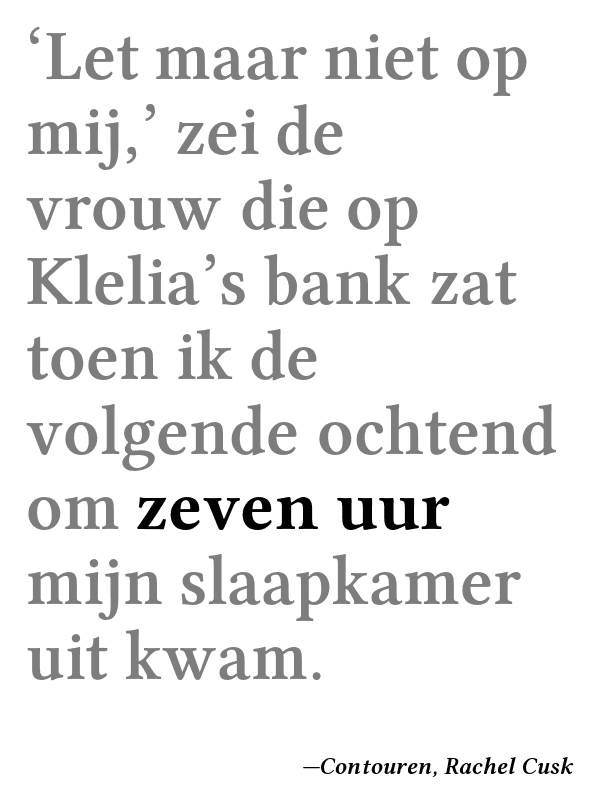 ‘Let maar niet op
mij,’ zei de
vrouw die op
Klelia’s bank zat
toen ik de
volgende ochtend
om zeven uur
mijn slaapkamer
uit kwam.
—Contouren, Rachel Cusk